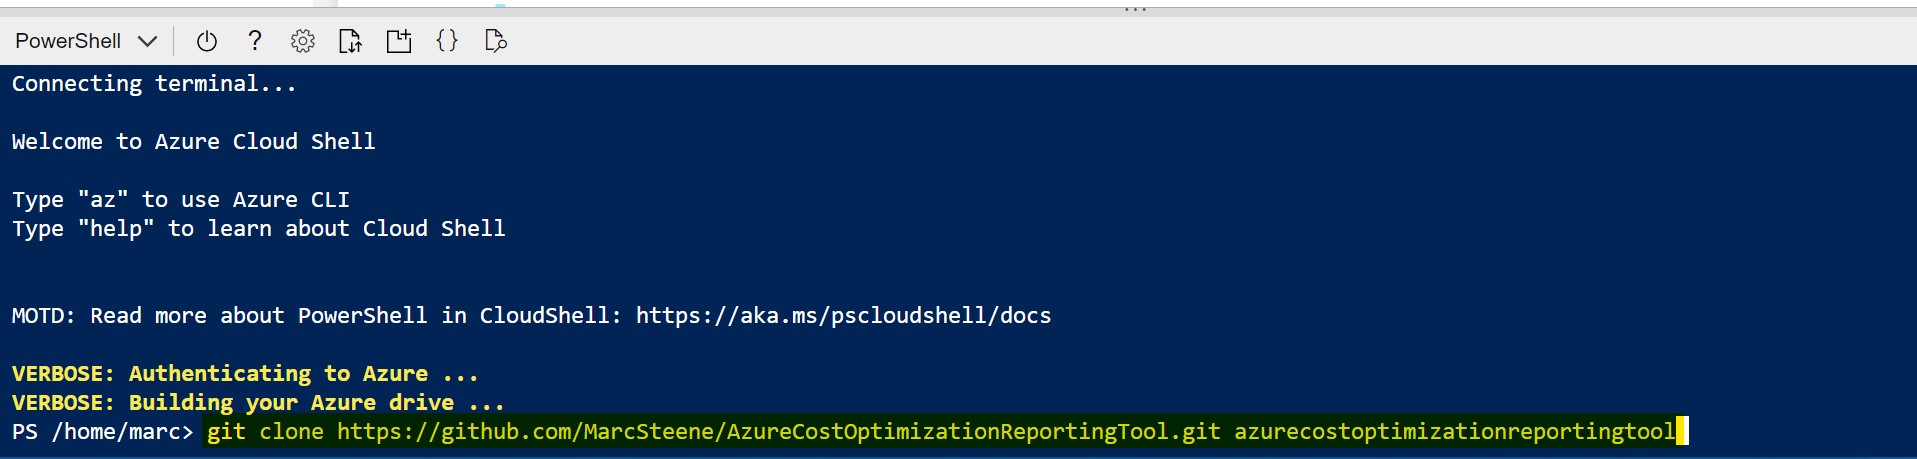 PowerShell
Connecting terminal...
Welcome to Azure Cloud Shell
Type "az" to use Azure CLI
Type "help" to learn about Cloud Shell
MOTD: Read more about PowerShell in CloudShell: https://aka.ms/pscloudshell/docs
VERBOSE: Authenticating to Azure ...
VERBOSE: Building your Azure drive ...
PS /home/marc> git clone https://github.com/MarcSteene/AzureCostOptimizationReportingTool.git azurecostoptimizationreportingtool